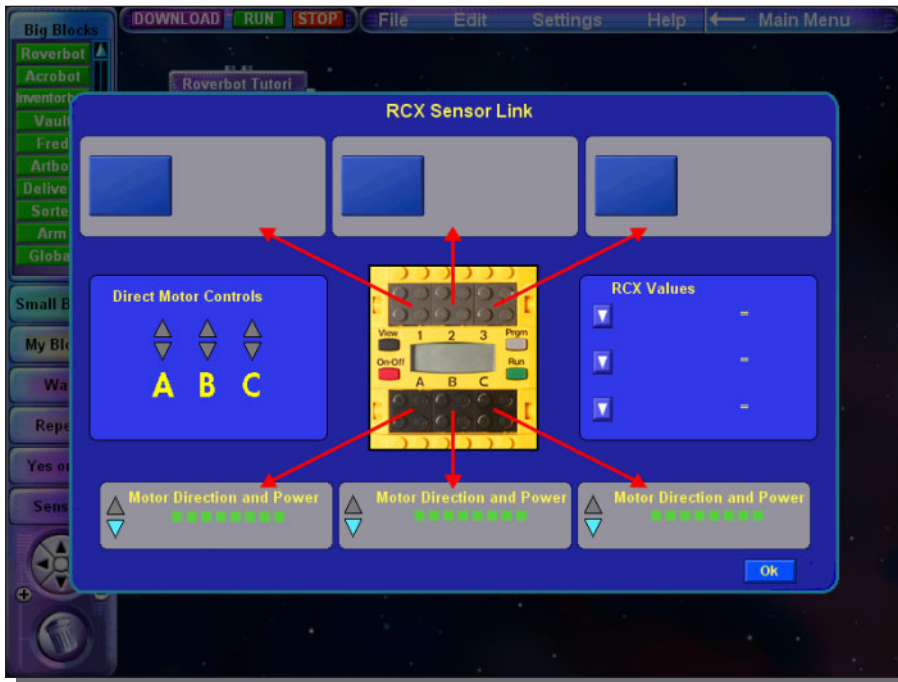 DOWNLOAD RUN STOP File Edit Settings Help Main Menu
Big Blocks
Roverbot
Acrobot
Roverbot Tutori
RCX Sensor Link
Vault
Fred
Artbo
Delive
Sorte
Arm
Globa
Small B
My Blo
Wa
Repe
Yes or
Sens
Direct Motor Controls
A B C
View 1 2 3 Prgm
On-Off Run
A B C
RCX Values
=
=
=
Motor Direction and Power
Motor Direction and Power
Motor Direction and Power
Ok